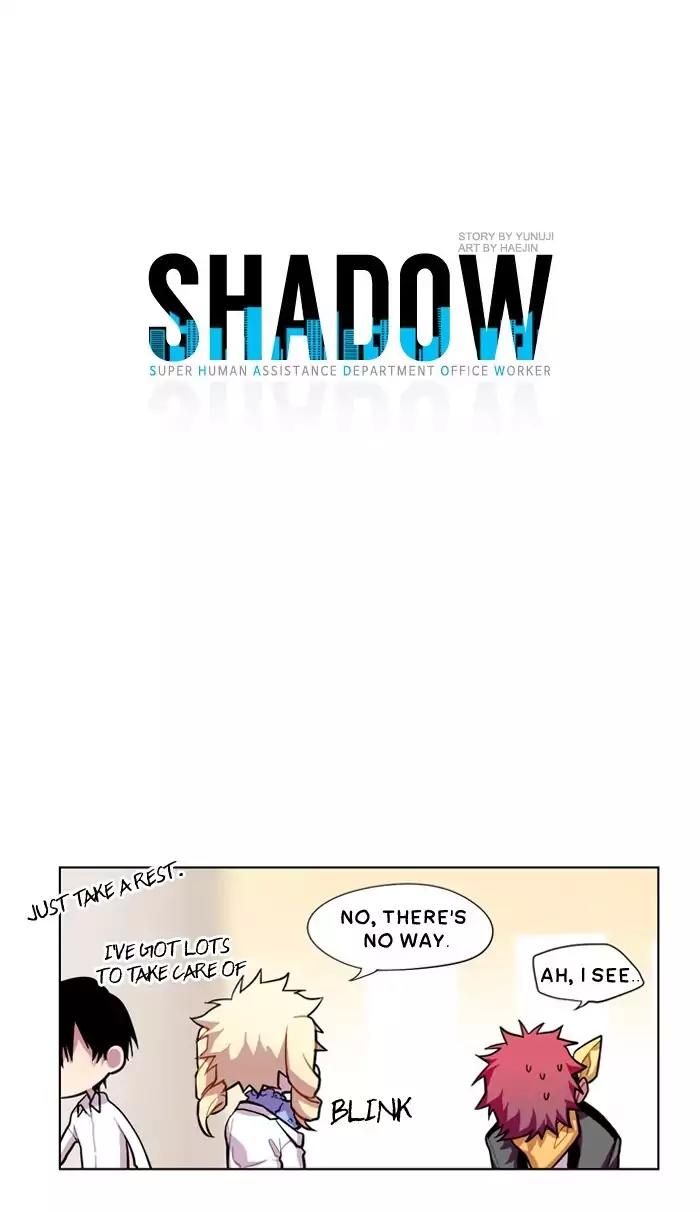 STORY BY YUNUJI
ART BY HAEJIN
SHADOW
SUPER HUMAN ASSISTANCE DEPARTMENT OFFICE WORKER
JUST TAKE A REST.
I'VE GOT LOTS
TO TAKE CARE OF
NO, THERE'S
NO WAY.
AH, I SEE..
BLINK